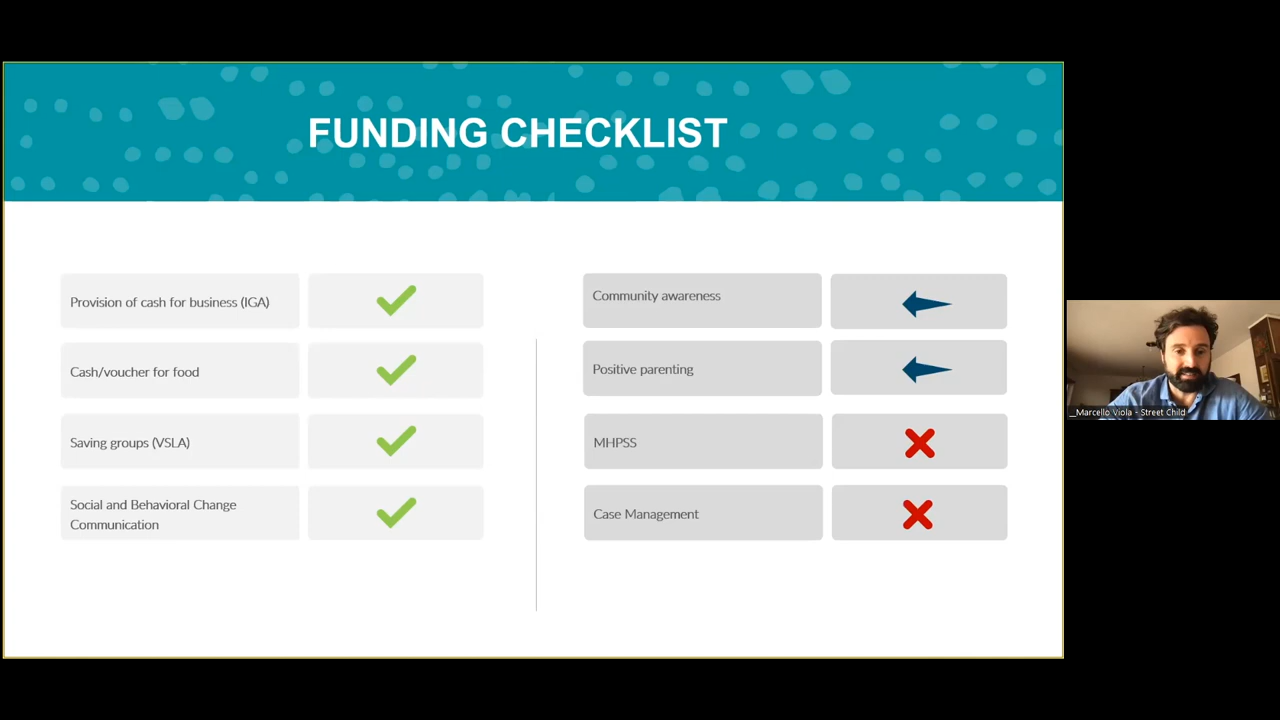 FUNDING CHECKLIST
Provision of cash for business (IGA)
Cash/voucher for food
Saving groups (VSLA)
Social and Behavioral Change
Communication
Community awareness
Positive parenting
MHPSS
Case Management
__Marcello Viola - Street Child